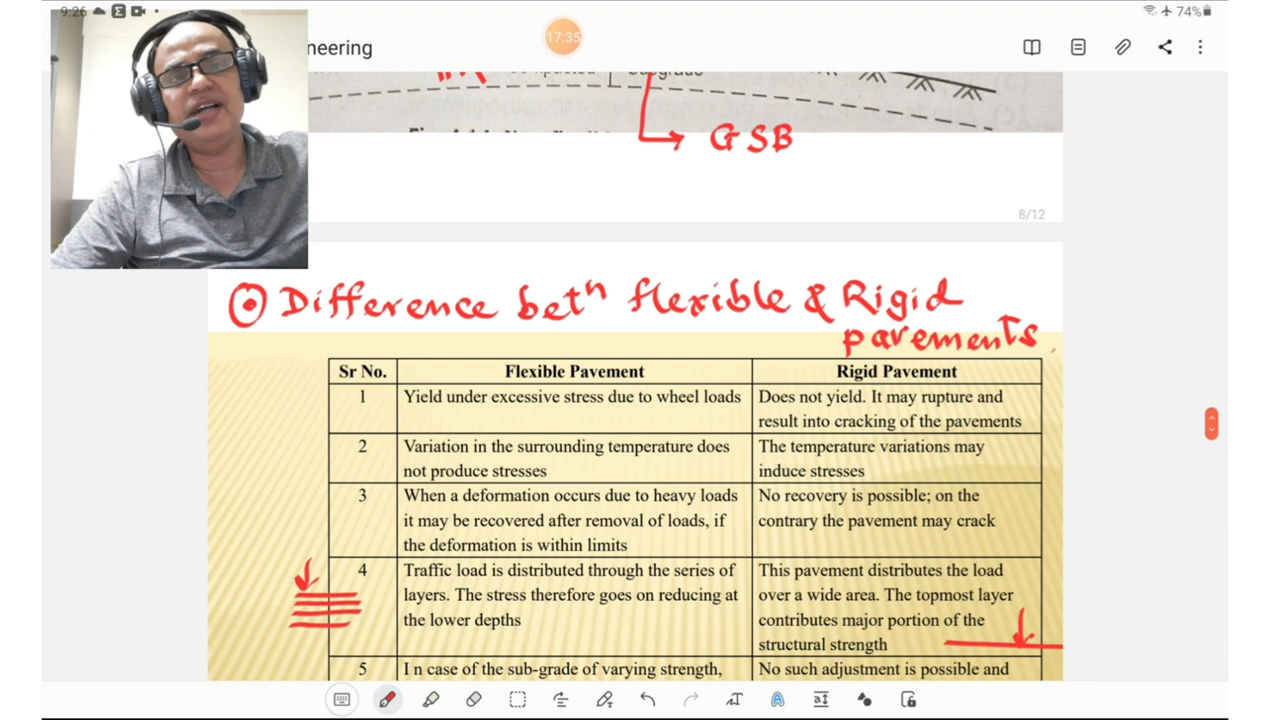 9:26
74%
neering
17:35
GSB
8/12
Difference betn flexible & Rigid
pavements.
Sr No. Flexible Pavement Rigid Pavement
1 Yield under excessive stress due to wheel loads Does not yield. It may rupture and
result into cracking of the pavements
2 Variation in the surrounding temperature does The temperature variations may
not produce stresses induce stresses
3 When a deformation occurs due to heavy loads No recovery is possible; on the
it may be recovered after removal of loads, if contrary the pavement may crack
the deformation is within limits
4 Traffic load is distributed through the series of This pavement distributes the load
layers. The stress therefore goes on reducing at over a wide area. The topmost layer
the lower depths contributes major portion of the
structural strength
5 I n case of the sub-grade of varying strength, No such adjustment is possible and